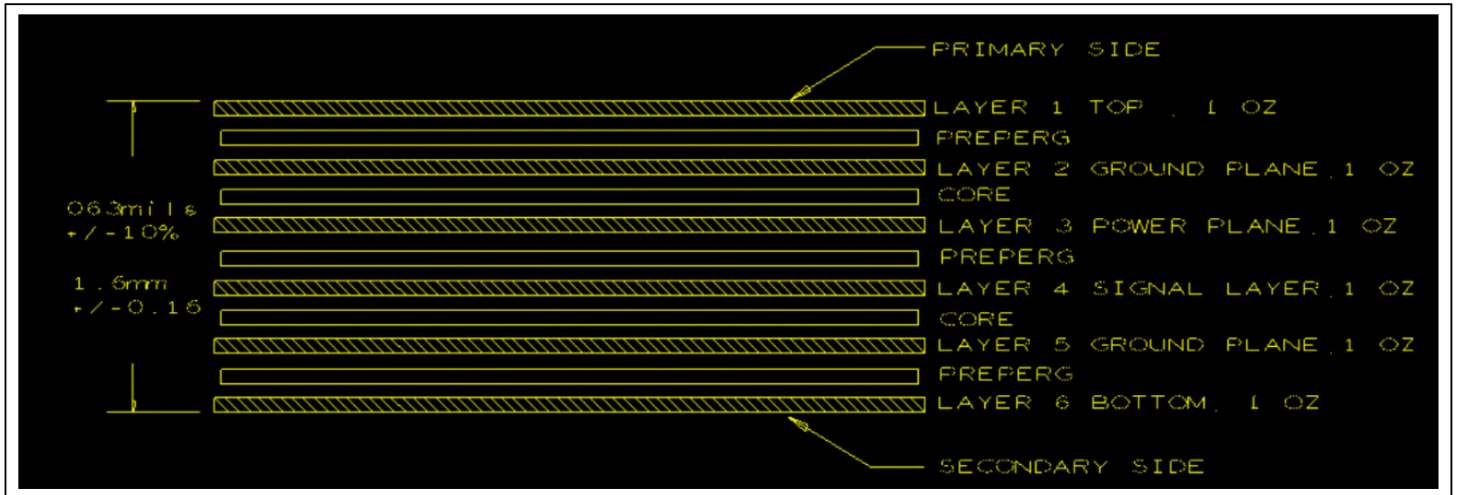 PRIMARY SIDE
LAYER 1 TOP . 1 OZ
PREPERG
LAYER 2 GROUND PLANE.1 OZ
CORE
063mils
+/-10%
LAYER 3 POWER PLANE.1 OZ
PREPERG
1.6mm
+/-0.16
LAYER 4 SIGNAL LAYER.1 OZ
CORE
LAYER 5 GROUND PLANE.1 OZ
PREPERG
LAYER 6 BOTTOM. 1 OZ
SECONDARY SIDE